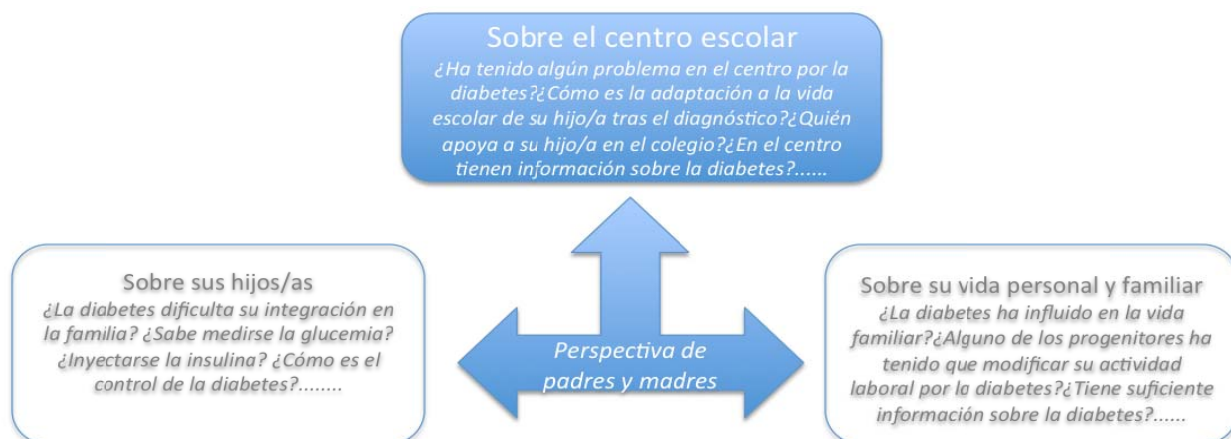 Sobre el centro escolar
¿Ha tenido algún problema en el centro por la
diabetes?¿Cómo es la adaptación a la vida
escolar de su hijo/a tras el diagnóstico?¿Quién
apoya a su hijo/a en el colegio?¿En el centro
tienen información sobre la diabetes?......
Sobre sus hijos/as
¿La diabetes dificulta su integración en
la familia? ¿Sabe medirse la glucemia?
¿Inyectarse la insulina? ¿Cómo es el
control de la diabetes?........
Perspectiva de
padres y madres
Sobre su vida personal y familiar
¿La diabetes ha influido en la vida
familiar?¿Alguno de los progenitores ha
tenido que modificar su actividad
laboral por la diabetes?¿Tiene suficiente
información sobre la diabetes?......